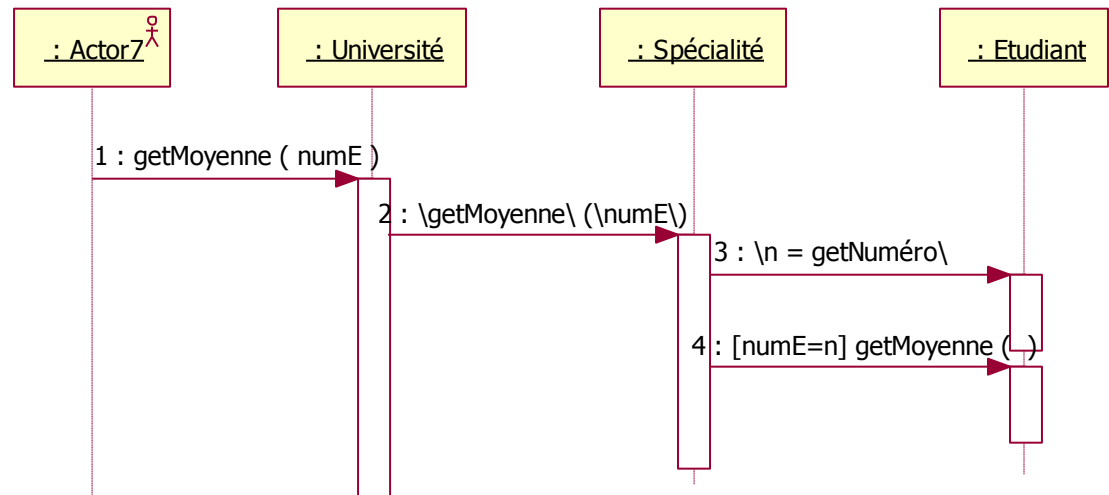 : Actor7
: Université
: Spécialité
: Etudiant
1 : getMoyenne ( numE )
2 : \getMoyenne\ (\numE\)
3 : \n = getNuméro\
4 : [numE=n] getMoyenne ( )